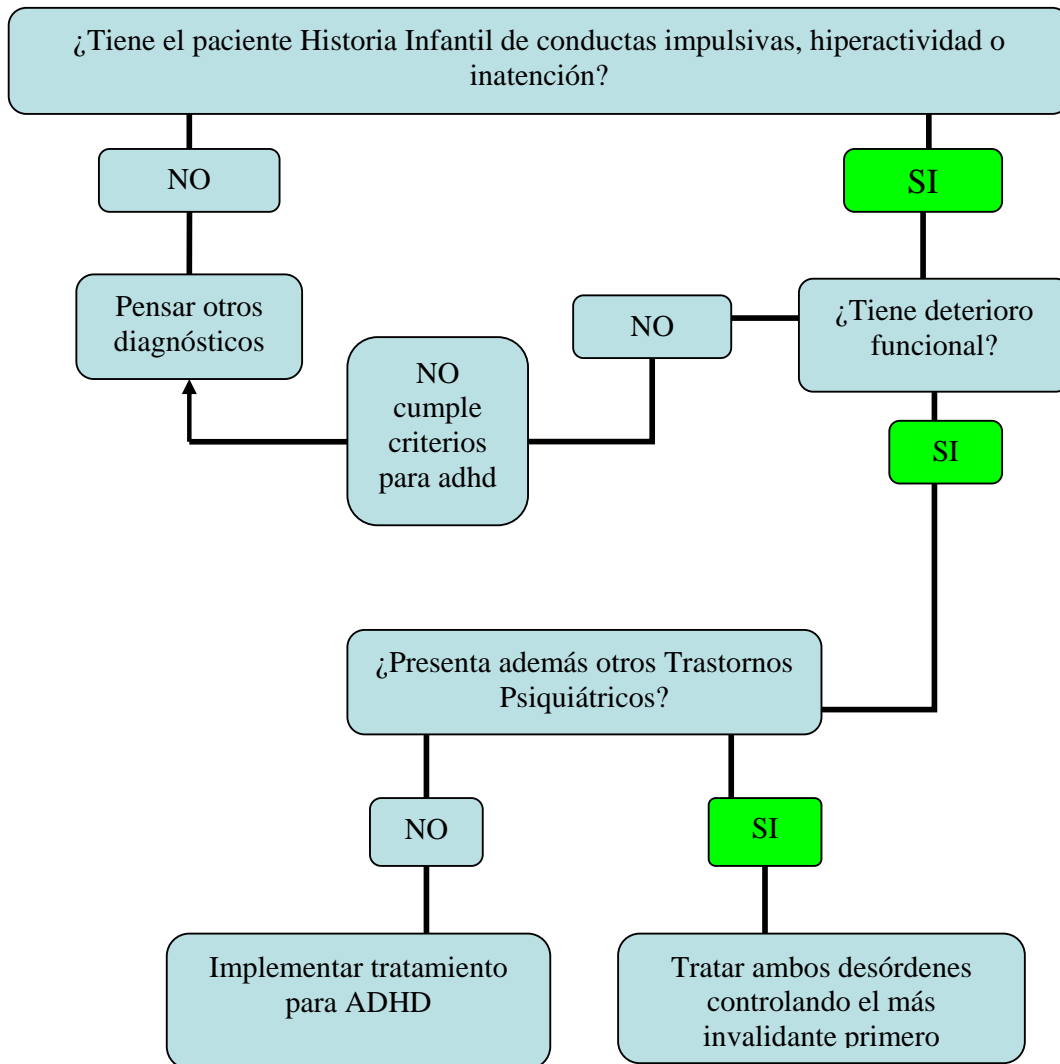 ¿Tiene el paciente Historia Infantil de conductas impulsivas, hiperactividad o
inatención?
NO
SI
Pensar otros
diagnósticos
NO
¿Tiene deterioro
funcional?
NO
cumple
criterios
para adhd
SI
¿Presenta además otros Trastornos
Psiquiátricos?
NO
SI
Implementar tratamiento
para ADHD
Tratar ambos desórdenes
controlando el más
invalidante primero